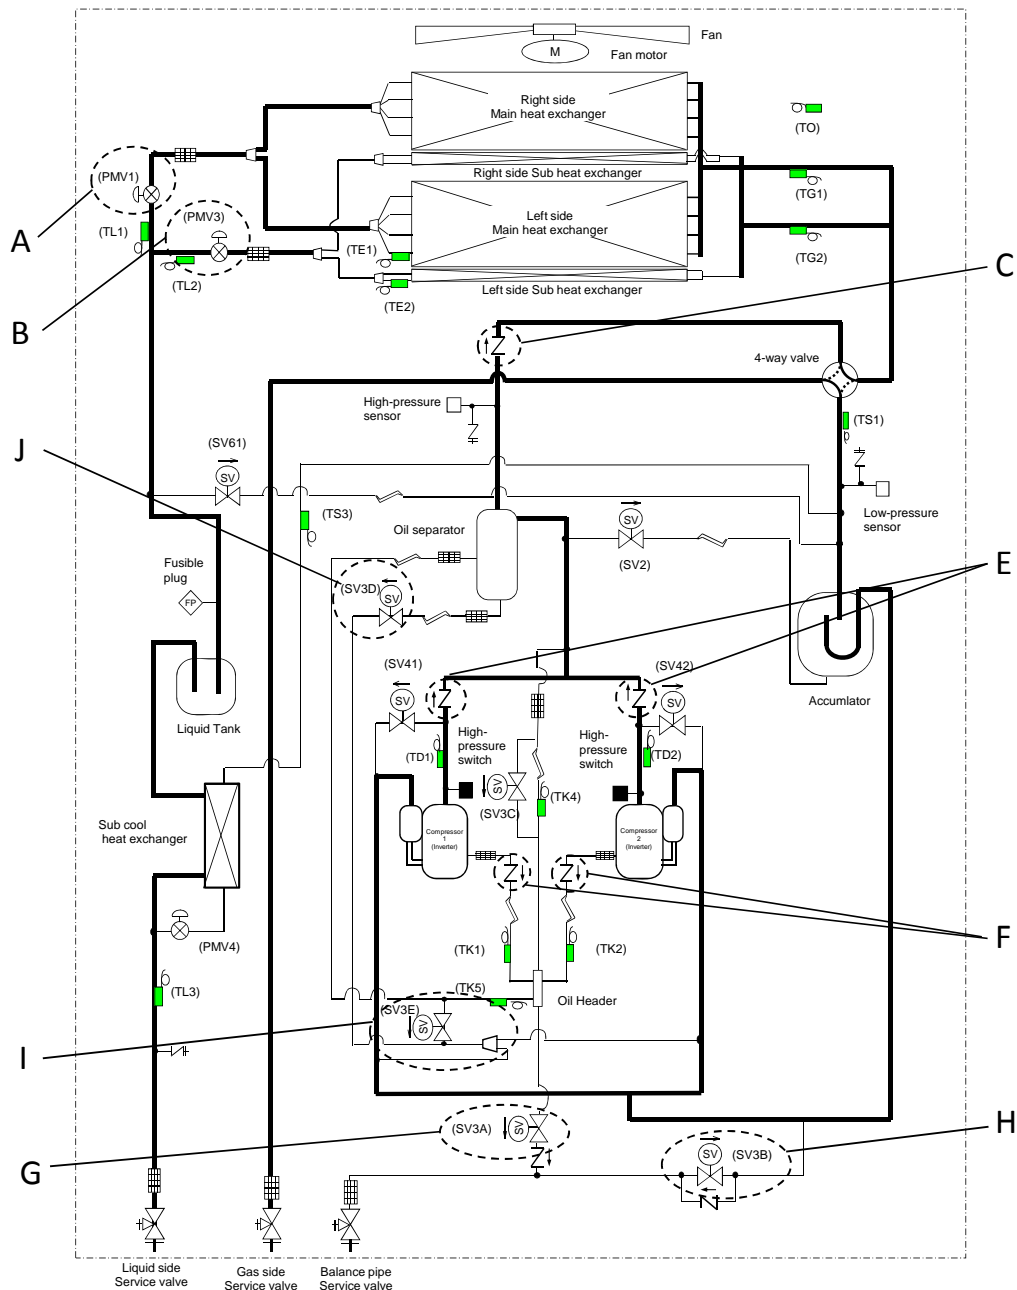 Fan
M
Fan motor
Right side
Main heat exchanger
(TO)
(PMV1)
Right side Sub heat exchanger
(TG1)
A
(TL1)
(PMV3)
Left side
Main heat exchanger
(TE1)
(TG2)
(TL2)
B
(TE2)
Left side Sub heat exchanger
C
4-way valve
High-pressure
sensor
(TS1)
J
(SV61)
SV
(TS3)
Oil separator
SV
(SV2)
Low-pressure
sensor
Fusible
plug
FP
(SV3D)
SV
E
(SV41)
SV
(SV42)
SV
Liquid Tank
Accumlator
High-
pressure
switch
(TD1)
High-
pressure
switch
(TD2)
SV
(SV3C)
(TK4)
Sub cool
heat exchanger
Compressor
1
(Inverter)
Compressor
2
(Inverter)
F
(PMV4)
(TK1)
(TK2)
(TL3)
(TK5)
Oil Header
(SV3E)
SV
I
(SV3A)
SV
H
SV
(SV3B)
G
Liquid side
Service valve
Gas side
Service valve
Balance pipe
Service valve